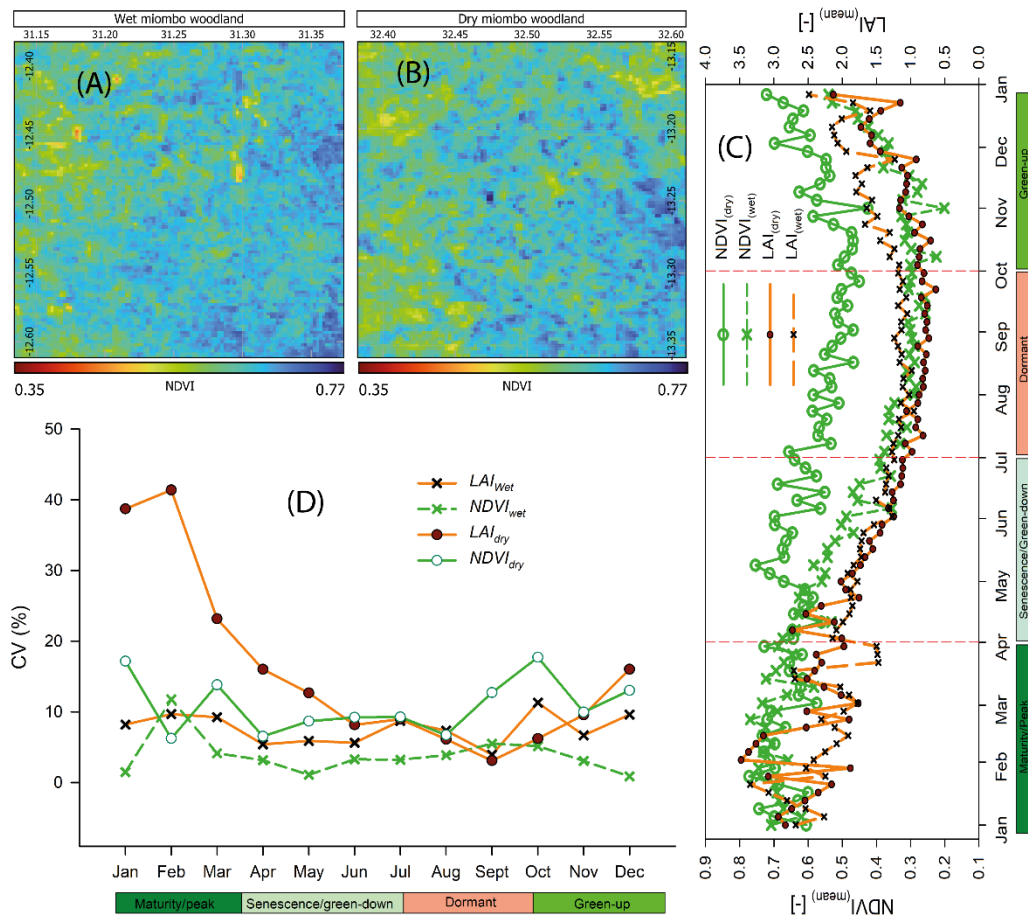 Wet miombo woodland
31.15 31.20 31.25 31.30 31.35
-12.40
-12.45
-12.50
-12.55
-12.60
(A)
0.35 NDVI 0.77
Dry miombo woodland
32.40 32.45 32.50 32.55 32.60
-13.15
-13.20
-13.25
-13.30
-13.35
(B)
0.35 NDVI 0.77
LAI(mean) [-]
4.0 3.5 3.0 2.5 2.0 1.5 1.0 0.5 0.0
(C)
NDVI(dry)
NDVI(wet)
LAI(dry)
LAI(wet)
Jan
Feb
Mar
Apr
May
Jun
Jul
Aug
Sep
Oct
Nov
Dec
Jan
Maturity/Peak
Senescence/Green-down
Dormant
Green-up
0.9 0.8 0.7 0.6 0.5 0.4 0.3 0.2 0.1
NDVI(mean) [-]
(D)
CV (%)
50
40
30
20
10
0
LAIWet
NDVIwet
LAIdry
NDVIdry
Jan Feb Mar Apr May Jun Jul Aug Sept Oct Nov Dec
Maturity/peak Senescence/green-down Dormant Green-up